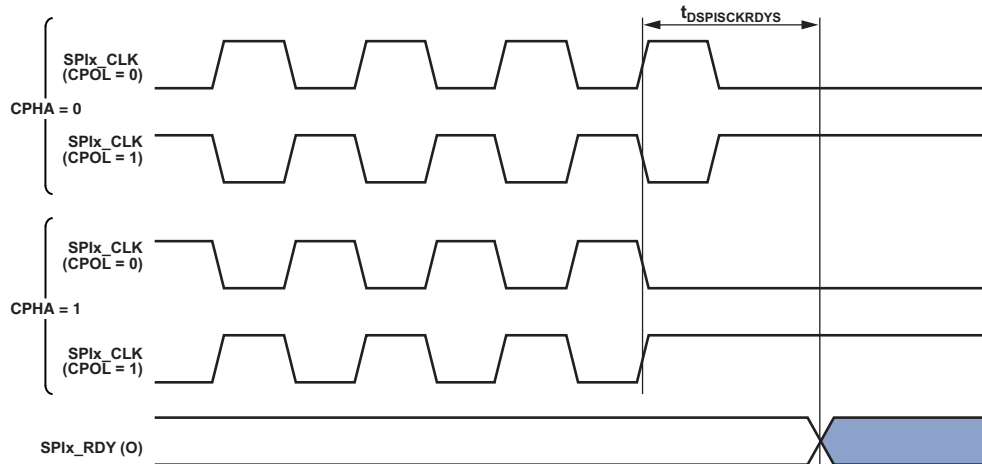 tDSPISCKRDYS
SPIx_CLK
(CPOL = 0)
CPHA = 0
SPIx_CLK
(CPOL = 1)
SPIx_CLK
(CPOL = 0)
CPHA = 1
SPIx_CLK
(CPOL = 1)
SPIx_RDY (O)